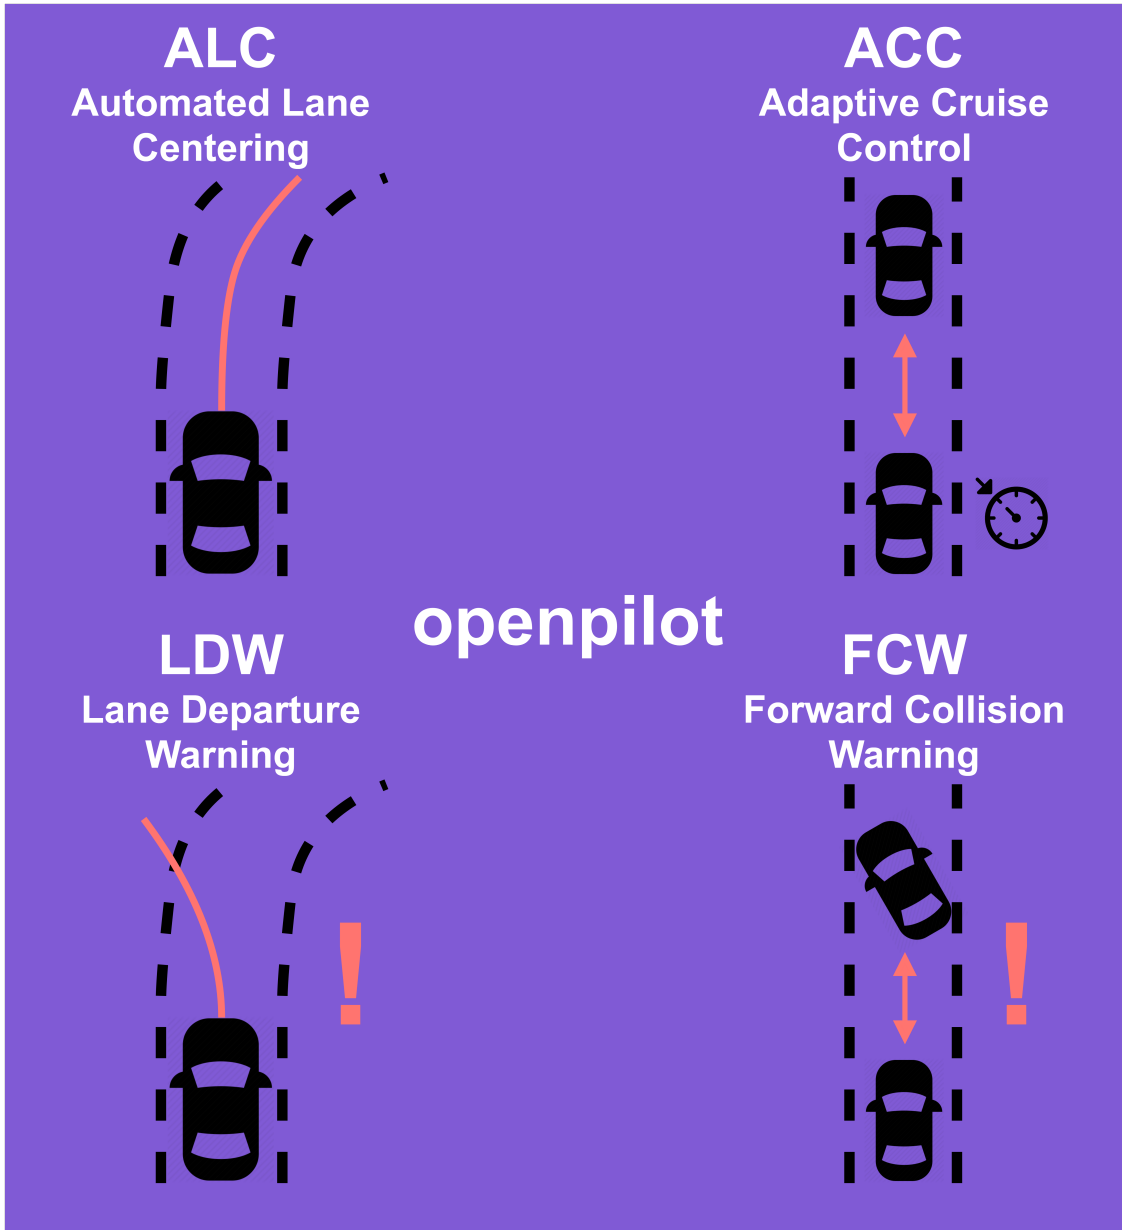 ALC
Automated Lane
Centering
ACC
Adaptive Cruise
Control
openpilot
LDW
Lane Departure
Warning
!
FCW
Forward Collision
Warning
!